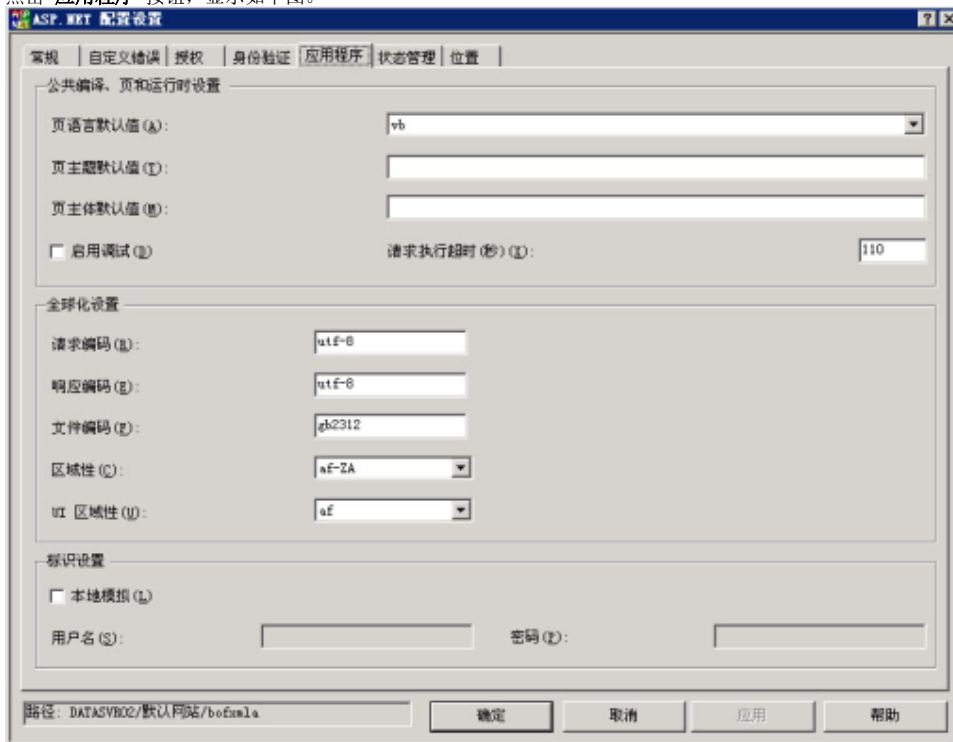 点击"应用程序"按钮，显示如下图。
ASP.NET 配置设置
常规 自定义错误 授权 身份验证 应用程序 状态管理 位置
公共编译、页和运行时设置
页语言默认值(A): vb
页主题默认值(T):
页主体默认值(M):
启用调试(D) 请求执行超时(秒)(X): 110
全球化设置
请求编码(R): utf-8
响应编码(E): utf-8
文件编码(F): gb2312
区域性(C): af-ZA
UI 区域性(U): af
标识设置
本地模拟(L)
用户名(S): 密码(P):
路径: DATASVR02/默认网站/bofxmla
确定 取消 应用 帮助